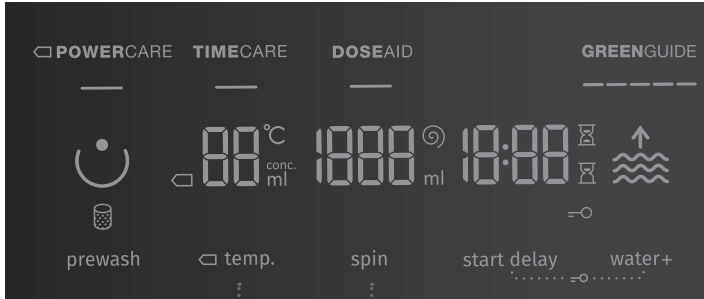 POWERCARE TIMECARE DOSEAID GREENGUIDE
88 °C 1888 18:88
conc.
ml ml
prewash temp. spin start delay water+